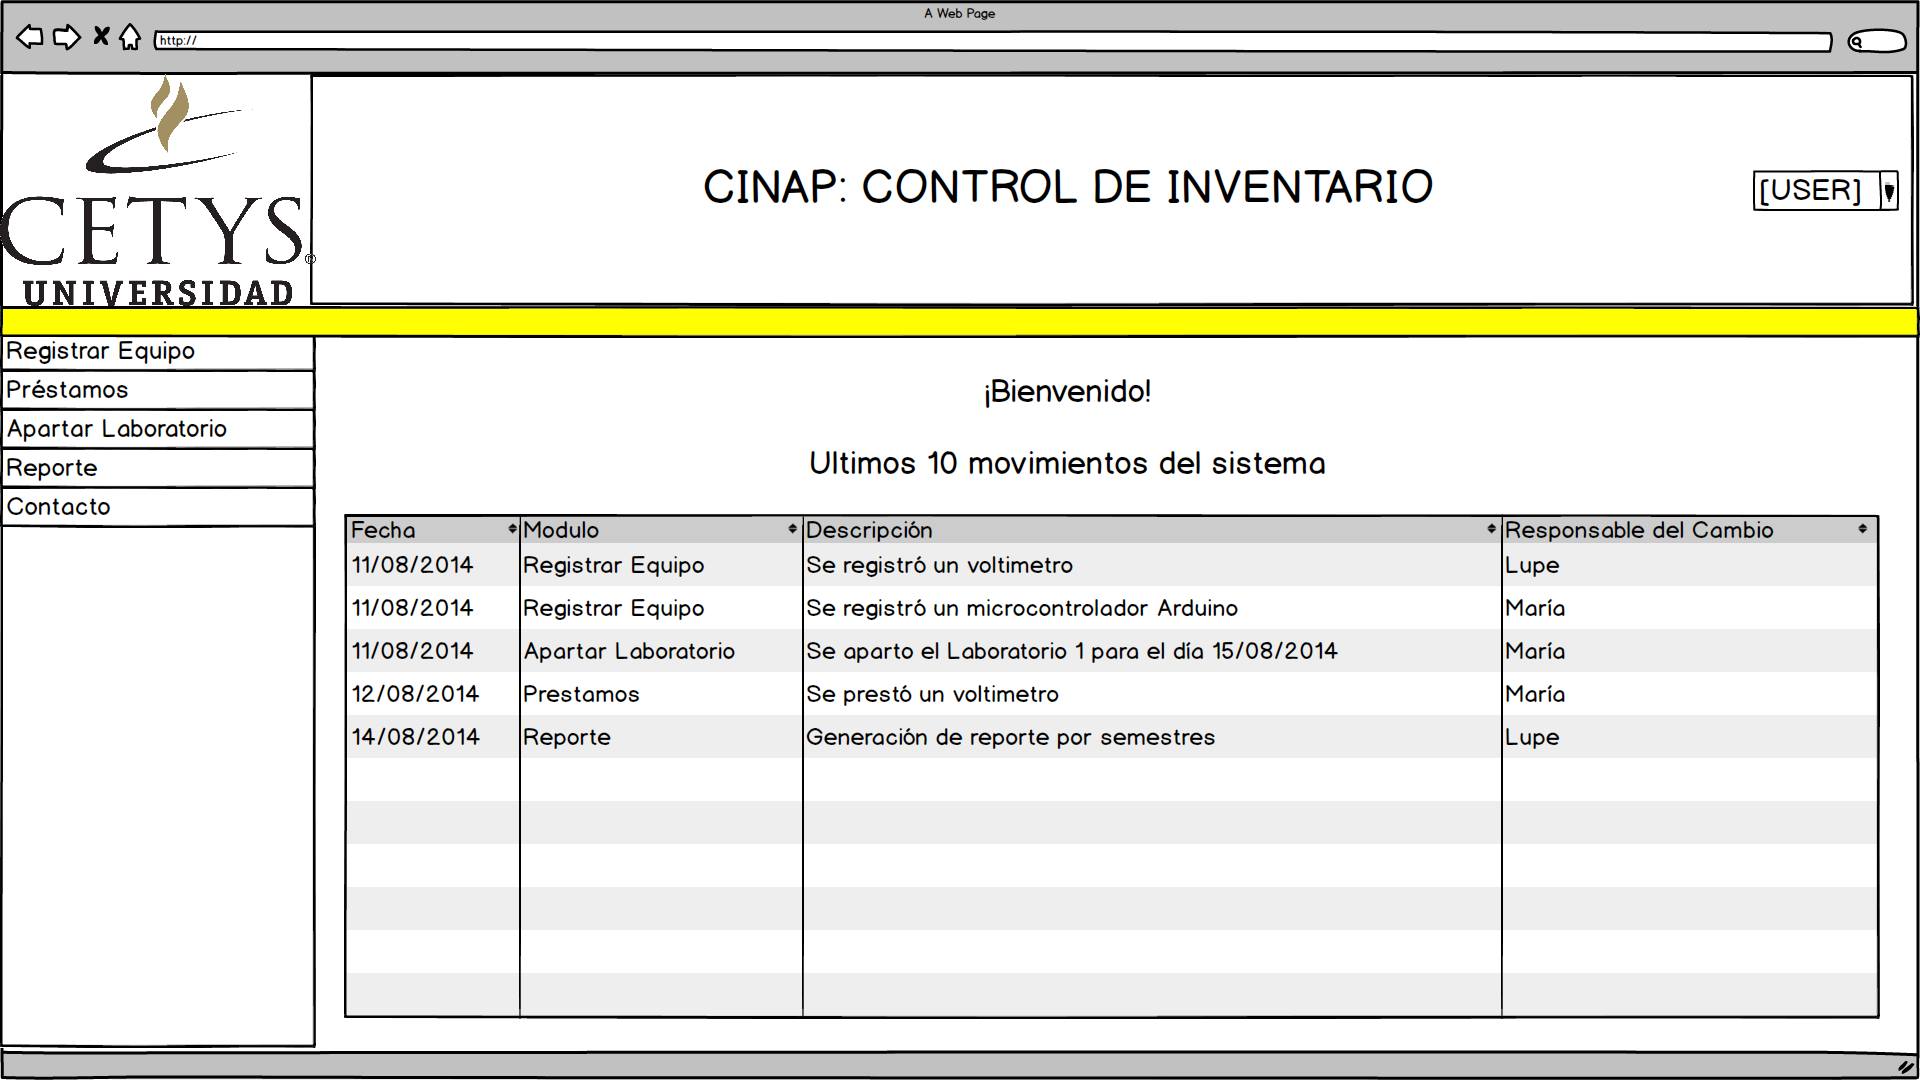 A Web Page
http://
CETYS®
UNIVERSIDAD
CINAP: CONTROL DE INVENTARIO
[USER]
Registrar Equipo
Préstamos
Apartar Laboratorio
Reporte
Contacto
¡Bienvenido!
Ultimos 10 movimientos del sistema
Fecha Modulo Descripción Responsable del Cambio
11/08/2014 Registrar Equipo Se registró un voltimetro Lupe
11/08/2014 Registrar Equipo Se registró un microcontrolador Arduino María
11/08/2014 Apartar Laboratorio Se aparto el Laboratorio 1 para el día 15/08/2014 María
12/08/2014 Prestamos Se prestó un voltimetro María
14/08/2014 Reporte Generación de reporte por semestres Lupe